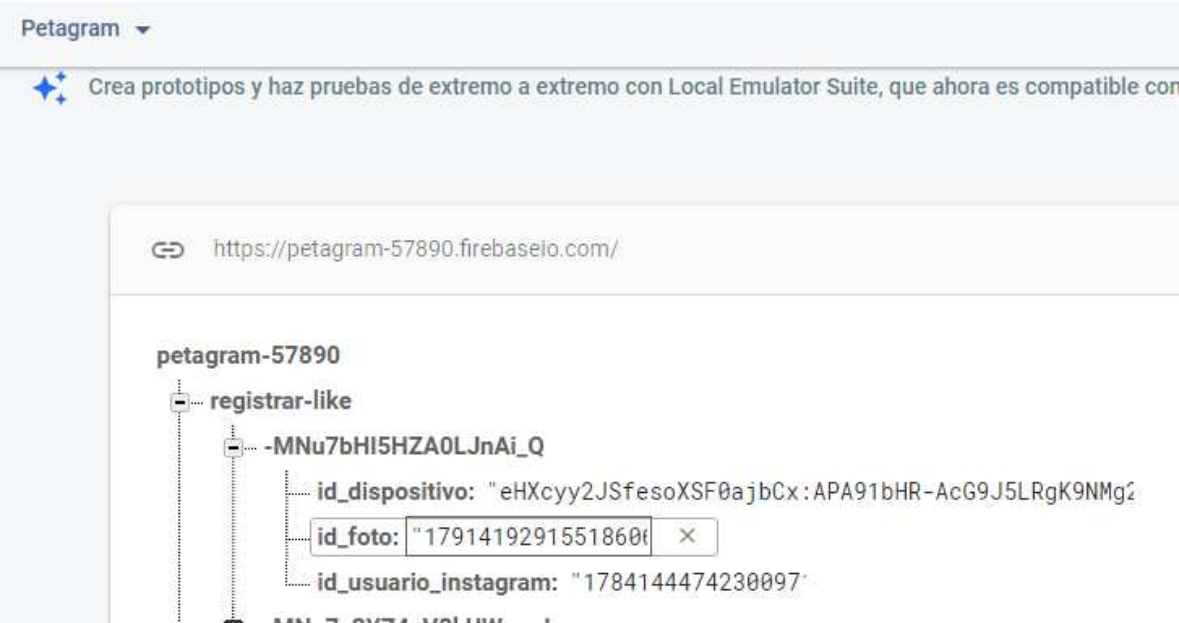 Petagram
Crea prototipos y haz pruebas de extremo a extremo con Local Emulator Suite, que ahora es compatible con
https://petagram-57890.firebaseio.com/
petagram-57890
registrar-like
-MNu7bHI5HZA0LJnAi_Q
id_dispositivo: "eHXcyy2JSfesoXSF0ajbCx:APA91bHR-AcG9J5LRgK9NMg2
id_foto: "1791419291551860
id_usuario_instagram: "1784144474230097